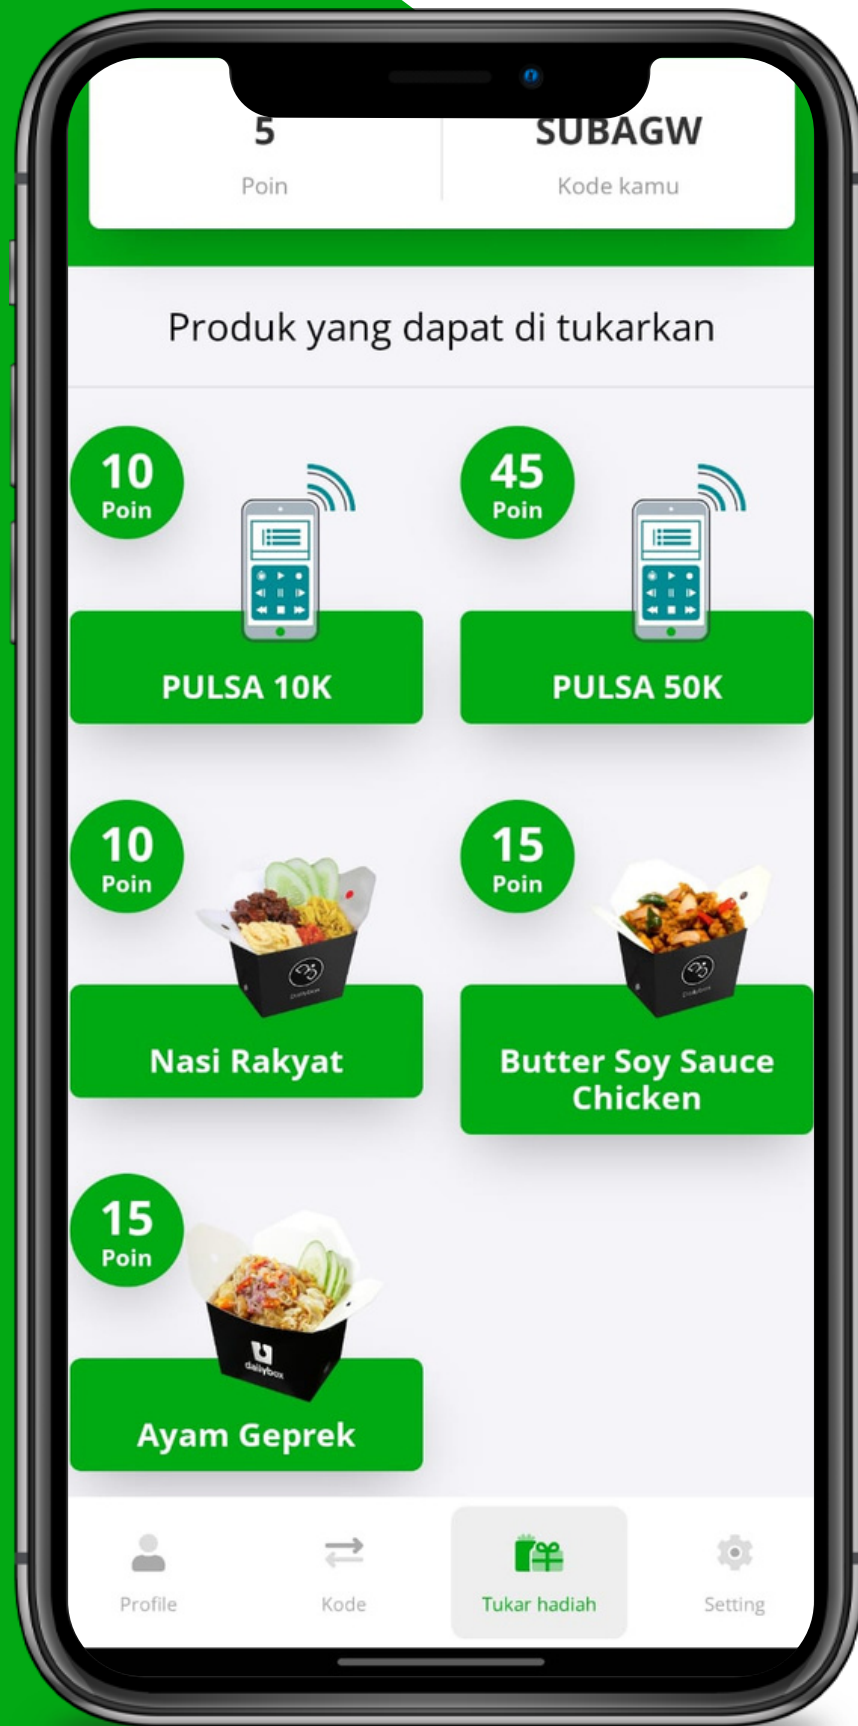 5
SUBAGW
Poin
Kode kamu
Produk yang dapat di tukarkan
10
Poin
45
Poin
PULSA 10K
PULSA 50K
10
Poin
15
Poin
Nasi Rakyat
Butter Soy Sauce
Chicken
15
Poin
dailybox
Ayam Geprek
Profile
Kode
Tukar hadiah
Setting